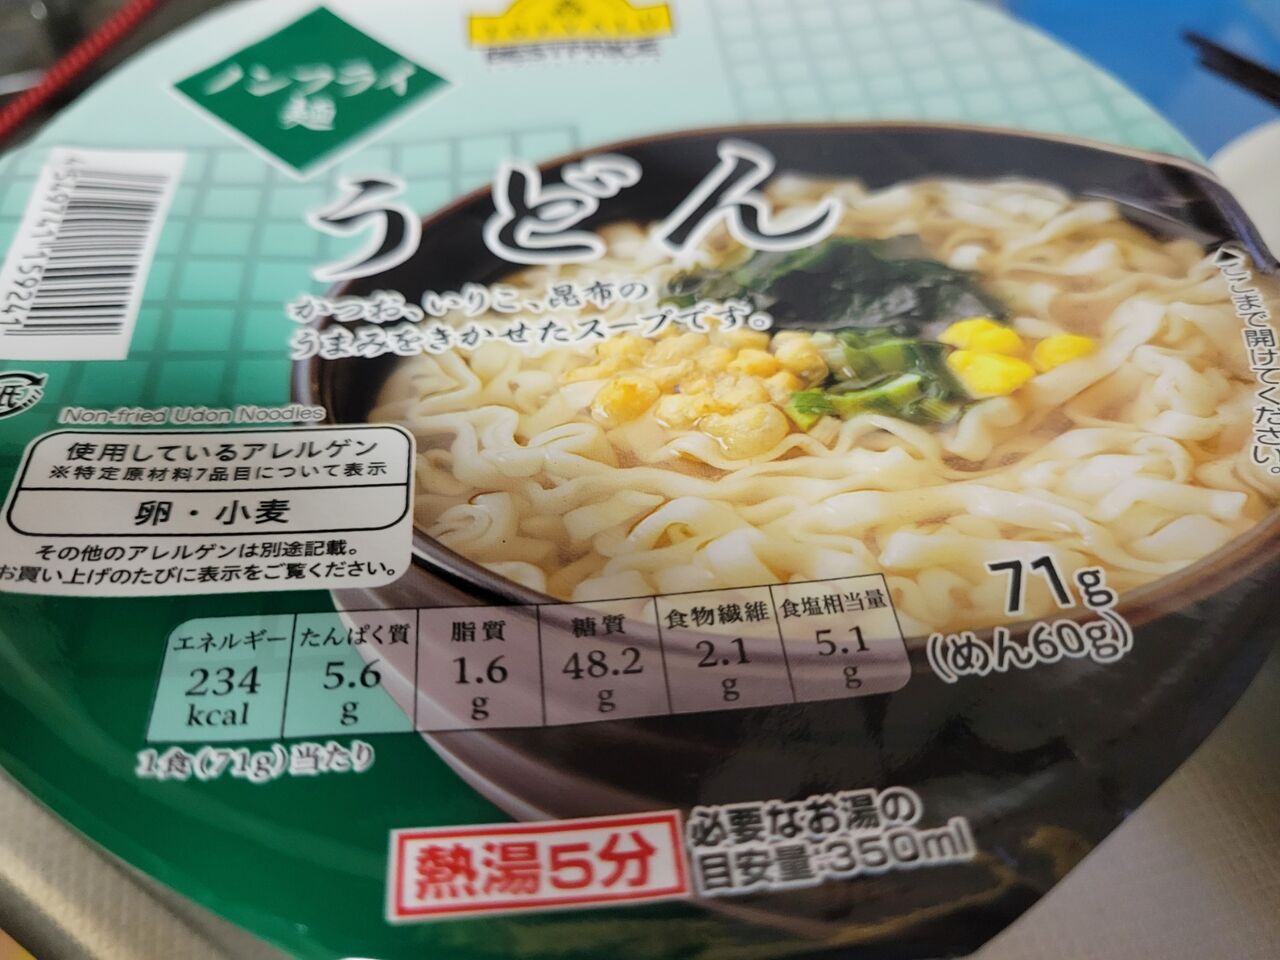 TOPVALU
BESTPRICE
ノンフライ
麺
うどん
かつお、いりこ、昆布の
うまみをきかせたスープです。
4549741159241
ここまで開けてください。
Non-fried Udon Noodles
使用しているアレルゲン
※特定原材料7品目について表示
卵・小麦
その他のアレルゲンは別途記載。
お買い上げのたびに表示をご覧ください。
71g
(めん60g)
エネルギー たんぱく質 脂質 糖質 食物繊維 食塩相当量
234 5.6 1.6 48.2 2.1 5.1
kcal g g g g g
1食(71g)当たり
熱湯5分
必要なお湯の
目安量:350ml